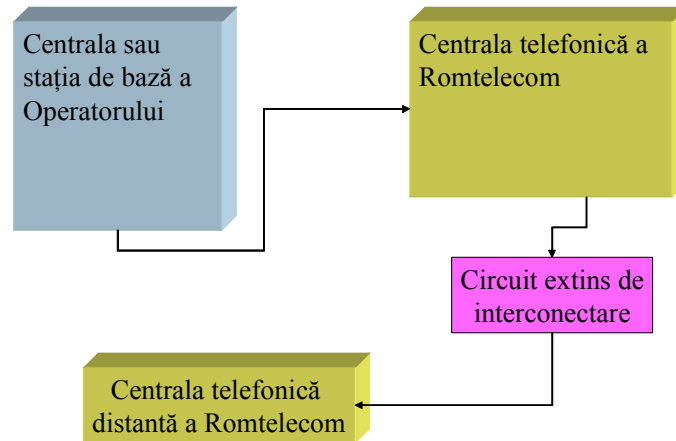 Centrala sau
stația de bază a
Operatorului
Centrala telefonică a
Romtelecom
Circuit extins de
interconectare
Centrala telefonică
distantă a Romtelecom